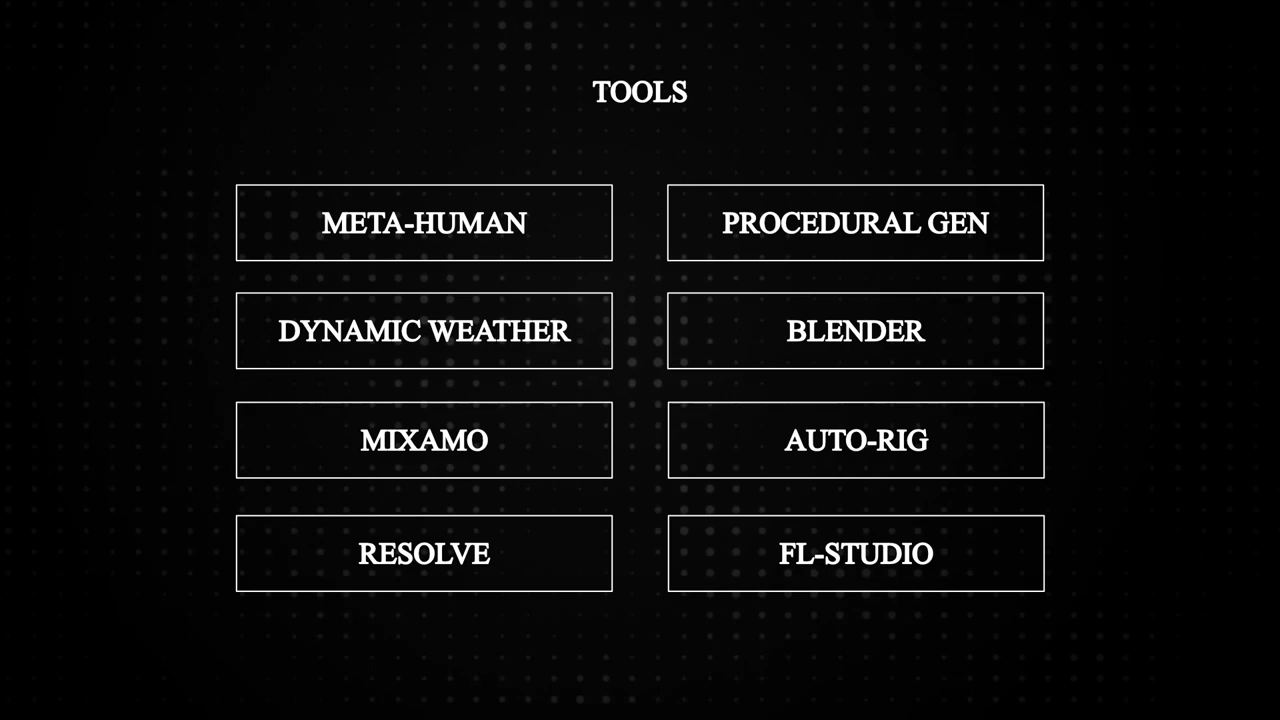 TOOLS
META-HUMAN
PROCEDURAL GEN
DYNAMIC WEATHER
BLENDER
MIXAMO
AUTO-RIG
RESOLVE
FL-STUDIO